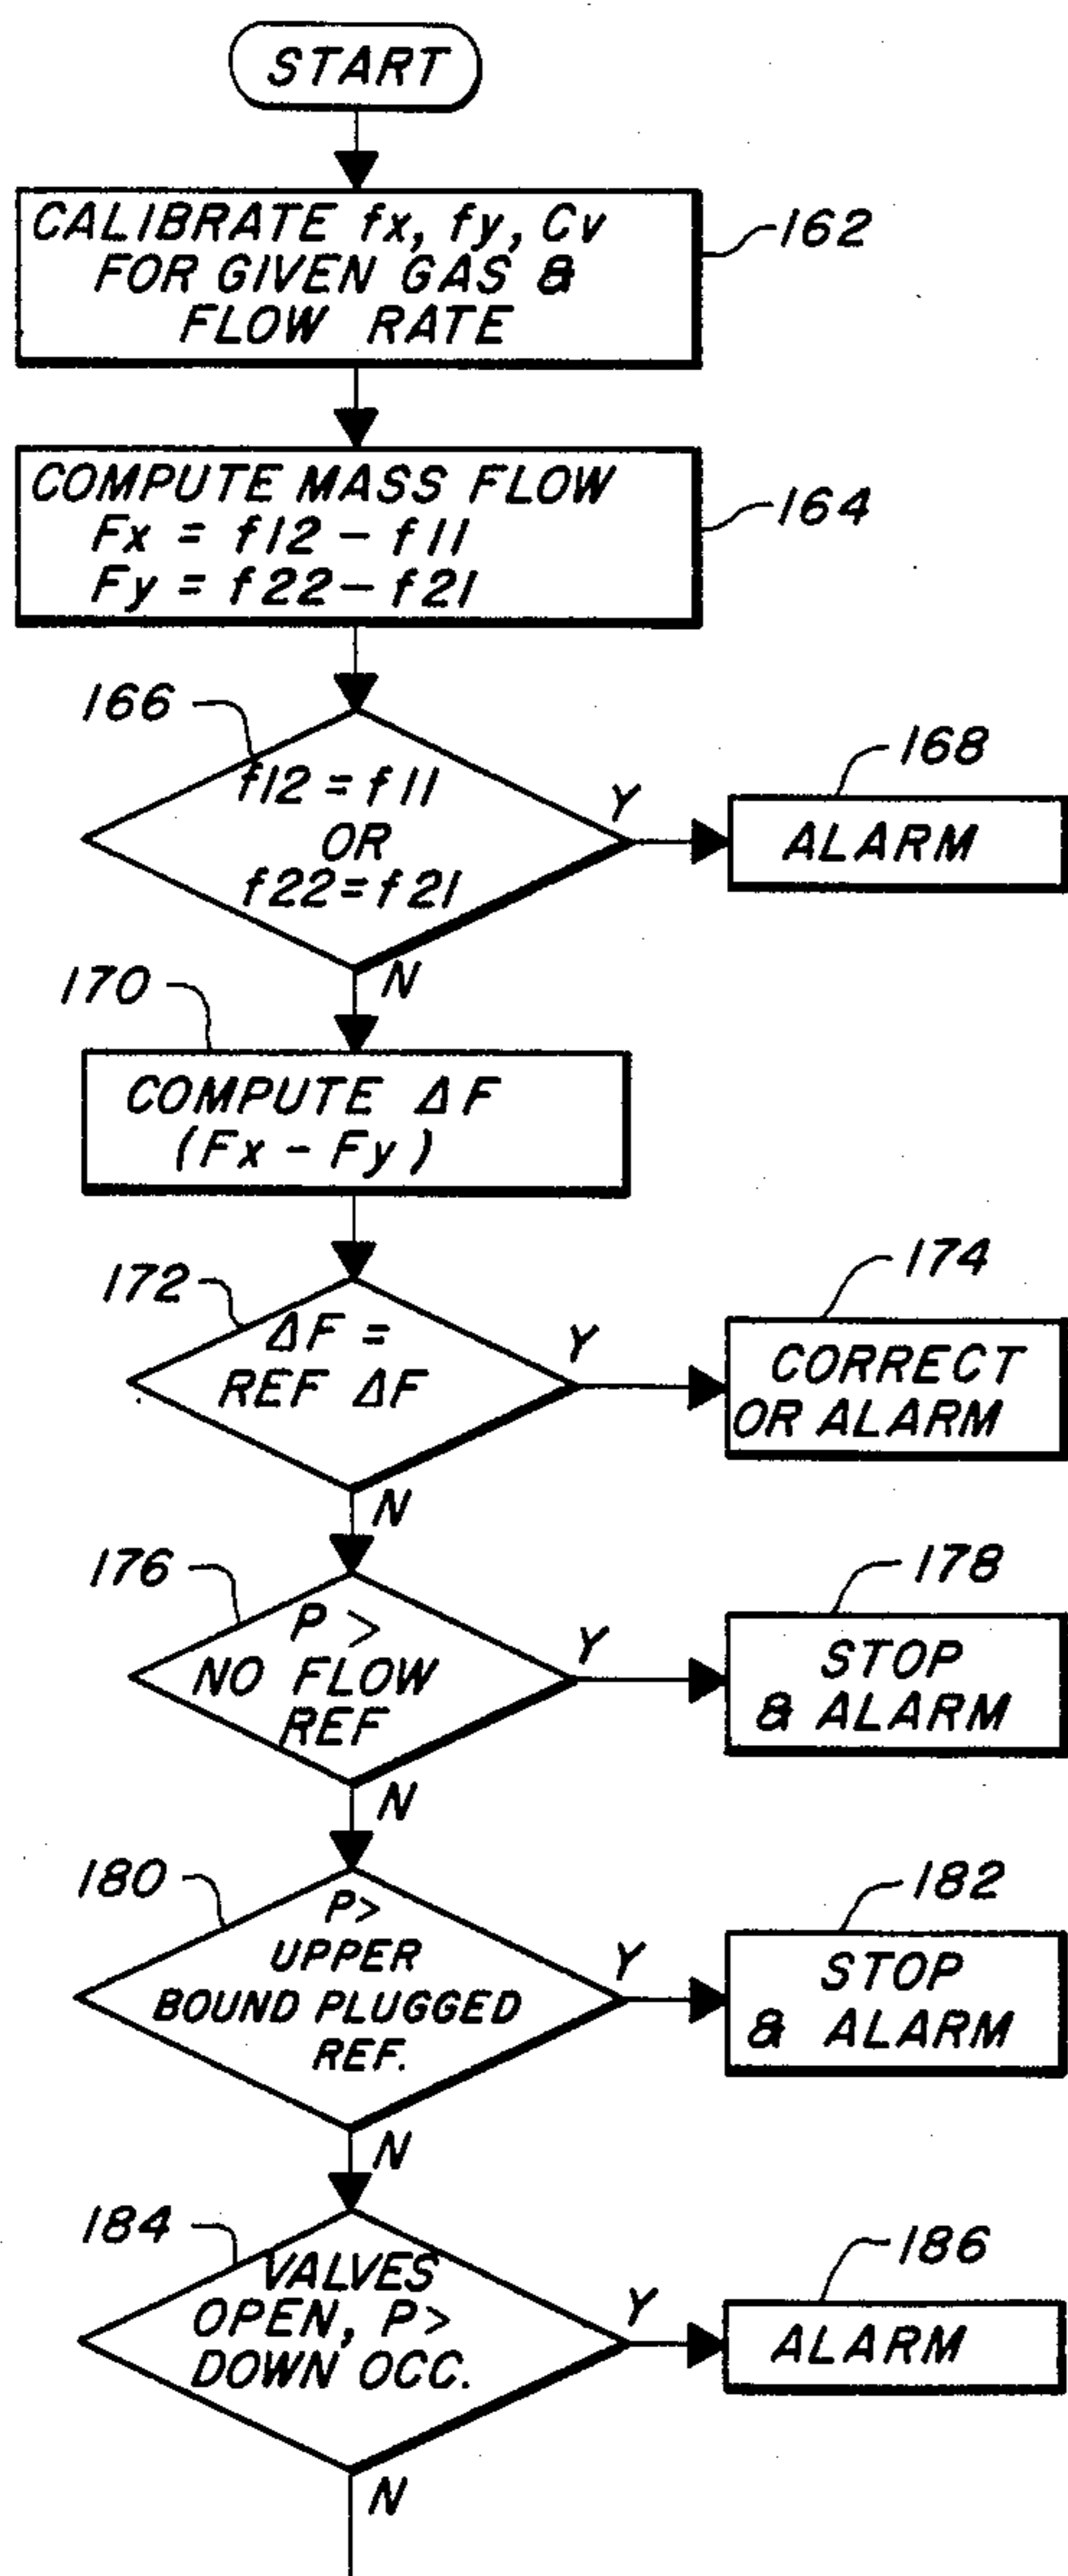 START
CALIBRATE fx, fy, Cv
FOR GIVEN GAS &
FLOW RATE
162
COMPUTE MASS FLOW
Fx = f12 - f11
Fy = f22 - f21
164
166
f12 = f11
OR
f22 = f21
Y
168
ALARM
N
170
COMPUTE ΔF
(Fx - Fy)
172
ΔF =
REF ΔF
Y
174
CORRECT
OR ALARM
N
176
P >
NO FLOW
REF
Y
178
STOP
& ALARM
N
180
P>
UPPER
BOUND PLUGGED
REF.
Y
182
STOP
& ALARM
N
184
VALVES
OPEN, P>
DOWN OCC.
Y
186
ALARM
N